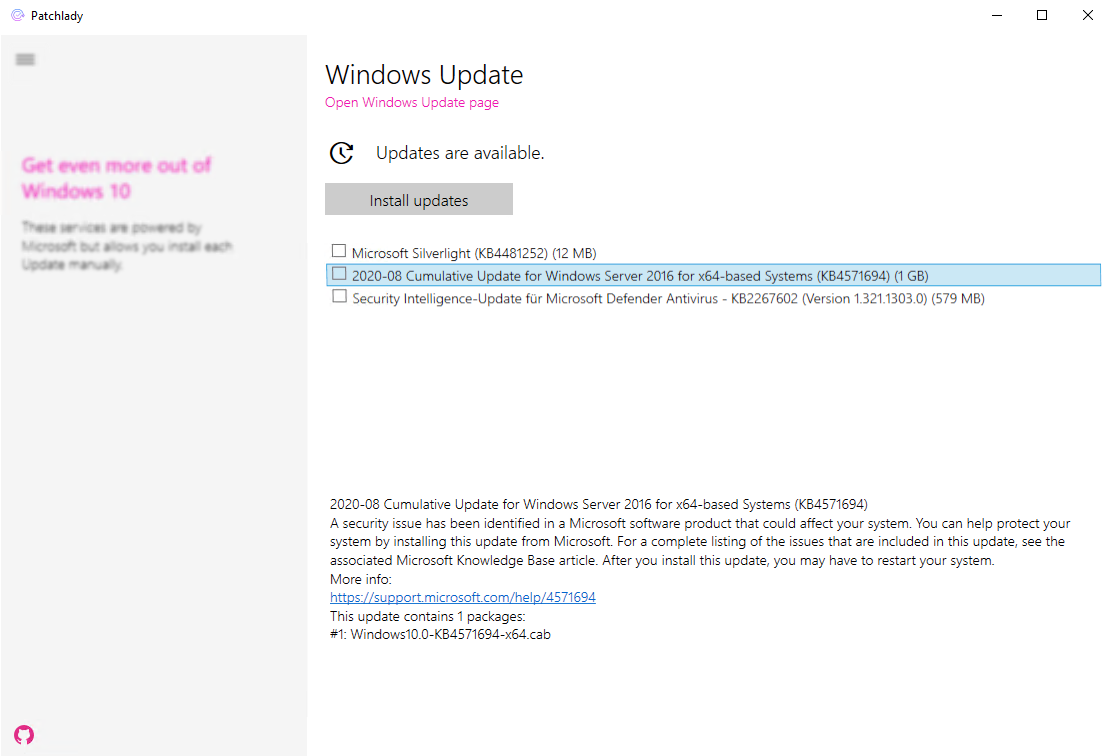 Patchlady
Get even more out of
Windows 10
These services are powered by
Microsoft but allows you install each
Update manually.
Windows Update
Open Windows Update page
Updates are available.
Install updates
Microsoft Silverlight (KB4481252) (12 MB)
2020-08 Cumulative Update for Windows Server 2016 for x64-based Systems (KB4571694) (1 GB)
Security Intelligence-Update für Microsoft Defender Antivirus - KB2267602 (Version 1.321.1303.0) (579 MB)
2020-08 Cumulative Update for Windows Server 2016 for x64-based Systems (KB4571694)
A security issue has been identified in a Microsoft software product that could affect your system. You can help protect your
system by installing this update from Microsoft. For a complete listing of the issues that are included in this update, see the
associated Microsoft Knowledge Base article. After you install this update, you may have to restart your system.
More info:
https://support.microsoft.com/help/4571694
This update contains 1 packages:
#1: Windows10.0-KB4571694-x64.cab